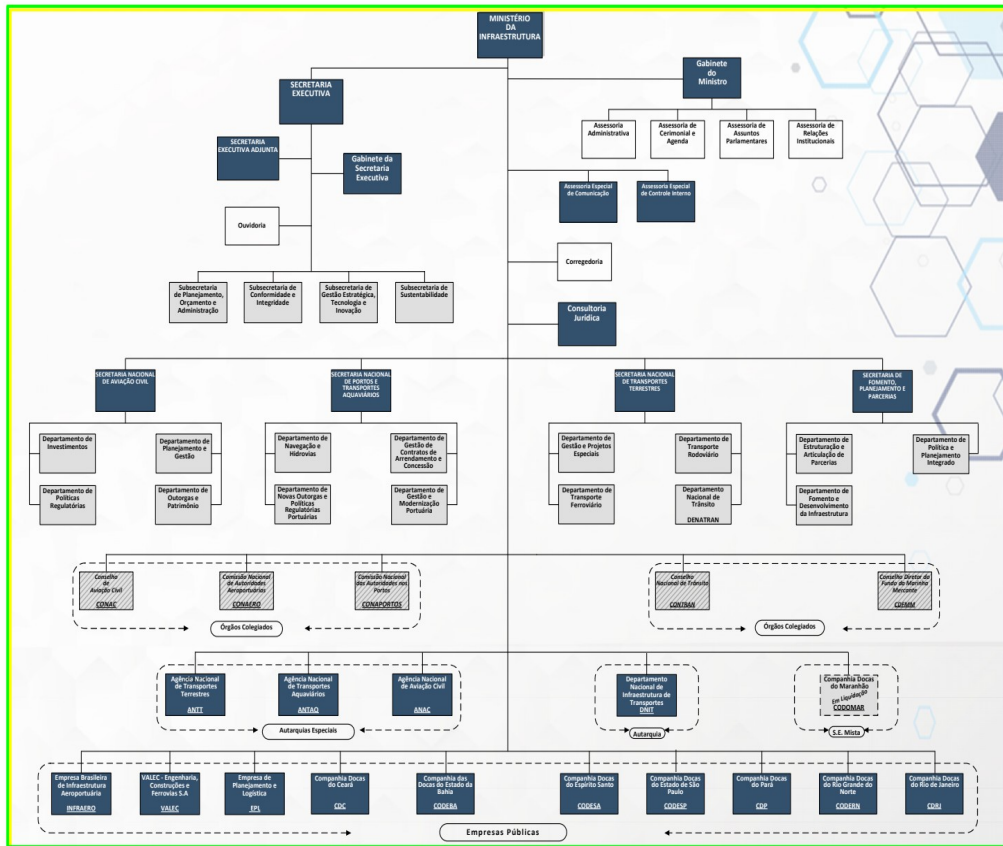 MINISTÉRIO
DA
INFRAESTRUTURA
SECRETARIA
EXECUTIVA
Gabinete
do
Ministro
Assessoria
Administrativa
Assessoria de
Cerimonial e
Agenda
Assessoria de
Assuntos
Parlamentares
Assessoria de
Relações
Institucionais
SECRETARIA
EXECUTIVA ADJUNTA
Gabinete da
Secretaria
Executiva
Assessoria Especial
de Comunicação
Assessoria Especial
de Controle Interno
Ouvidoria
Corregedoria
Subsecretaria
de Planejamento,
Orçamento e
Administração
Subsecretaria de
Conformidade e
Integridade
Subsecretaria de
Gestão Estratégica,
Tecnologia e
Inovação
Subsecretaria de
Sustentabilidade
Consultoria
Jurídica
SECRETARIA NACIONAL
DE AVIAÇÃO CIVIL
SECRETARIA NACIONAL
DE PORTOS E
TRANSPORTES
AQUAVIÁRIOS
SECRETARIA NACIONAL
DE TRANSPORTES
TERRESTRES
SECRETARIA DE
FOMENTO,
PLANEJAMENTO E
PARCERIAS
Departamento de
Investimentos
Departamento de
Planejamento e
Gestão
Departamento de
Navegação e
Hidrovias
Departamento de
Gestão de
Contratos de
Arrendamento e
Concessão
Departamento de
Gestão e Projetos
Especiais
Departamento de
Transporte
Rodoviário
Departamento de
Estruturação e
Articulação de
Parcerias
Departamento de
Política e
Planejamento
Integrado
Departamento de
Políticas
Regulatórias
Departamento de
Outorgas e
Patrimônio
Departamento de
Novas Outorgas e
Políticas
Regulatórias
Portuárias
Departamento de
Gestão e
Modernização
Portuária
Departamento de
Transporte
Ferroviário
Departamento
Nacional de
Trânsito
DENATRAN
Departamento de
Fomento e
Desenvolvimento
da Infraestrutura
Conselho
de
Aviação Civil
CONAC
Comissão Nacional
de Autoridades
Aeroportuárias
CONAERO
Comissão Nacional
das Autoridades nos
Portos
CONAPORTOS
Conselho
Nacional de Trânsito
CONTRAN
Conselho Diretor do
Fundo da Marinha
Mercante
CDFMM
Órgãos Colegiados
Órgãos Colegiados
Agência Nacional
de Transportes
Terrestres
ANTT
Agência Nacional
de Transportes
Aquaviários
ANTAQ
Agência Nacional
de Aviação Civil
ANAC
Departamento
Nacional de
Infraestrutura de
Transportes
DNIT
Companhia Docas
do Maranhão
Em Liquidação
CODOMAR
Autarquias Especiais
Autarquia
S.E. Mista
Empresa Brasileira
de Infraestrutura
Aeroportuária
INFRAERO
VALEC - Engenharia,
Construções e
Ferrovias S.A
VALEC
Empresa de
Planejamento e
Logística
EPL
Companhia Docas
do Ceará
CDC
Companhia das
Docas do Estado da
Bahia
CODEBA
Companhia Docas
do Espírito Santo
CODESA
Companhia Docas
do Estado de São
Paulo
CODESP
Companhia Docas
do Pará
CDP
Companhia Docas
do Rio Grande do
Norte
CODERN
Companhia Docas
do Rio de Janeiro
CDRJ
Empresas Públicas